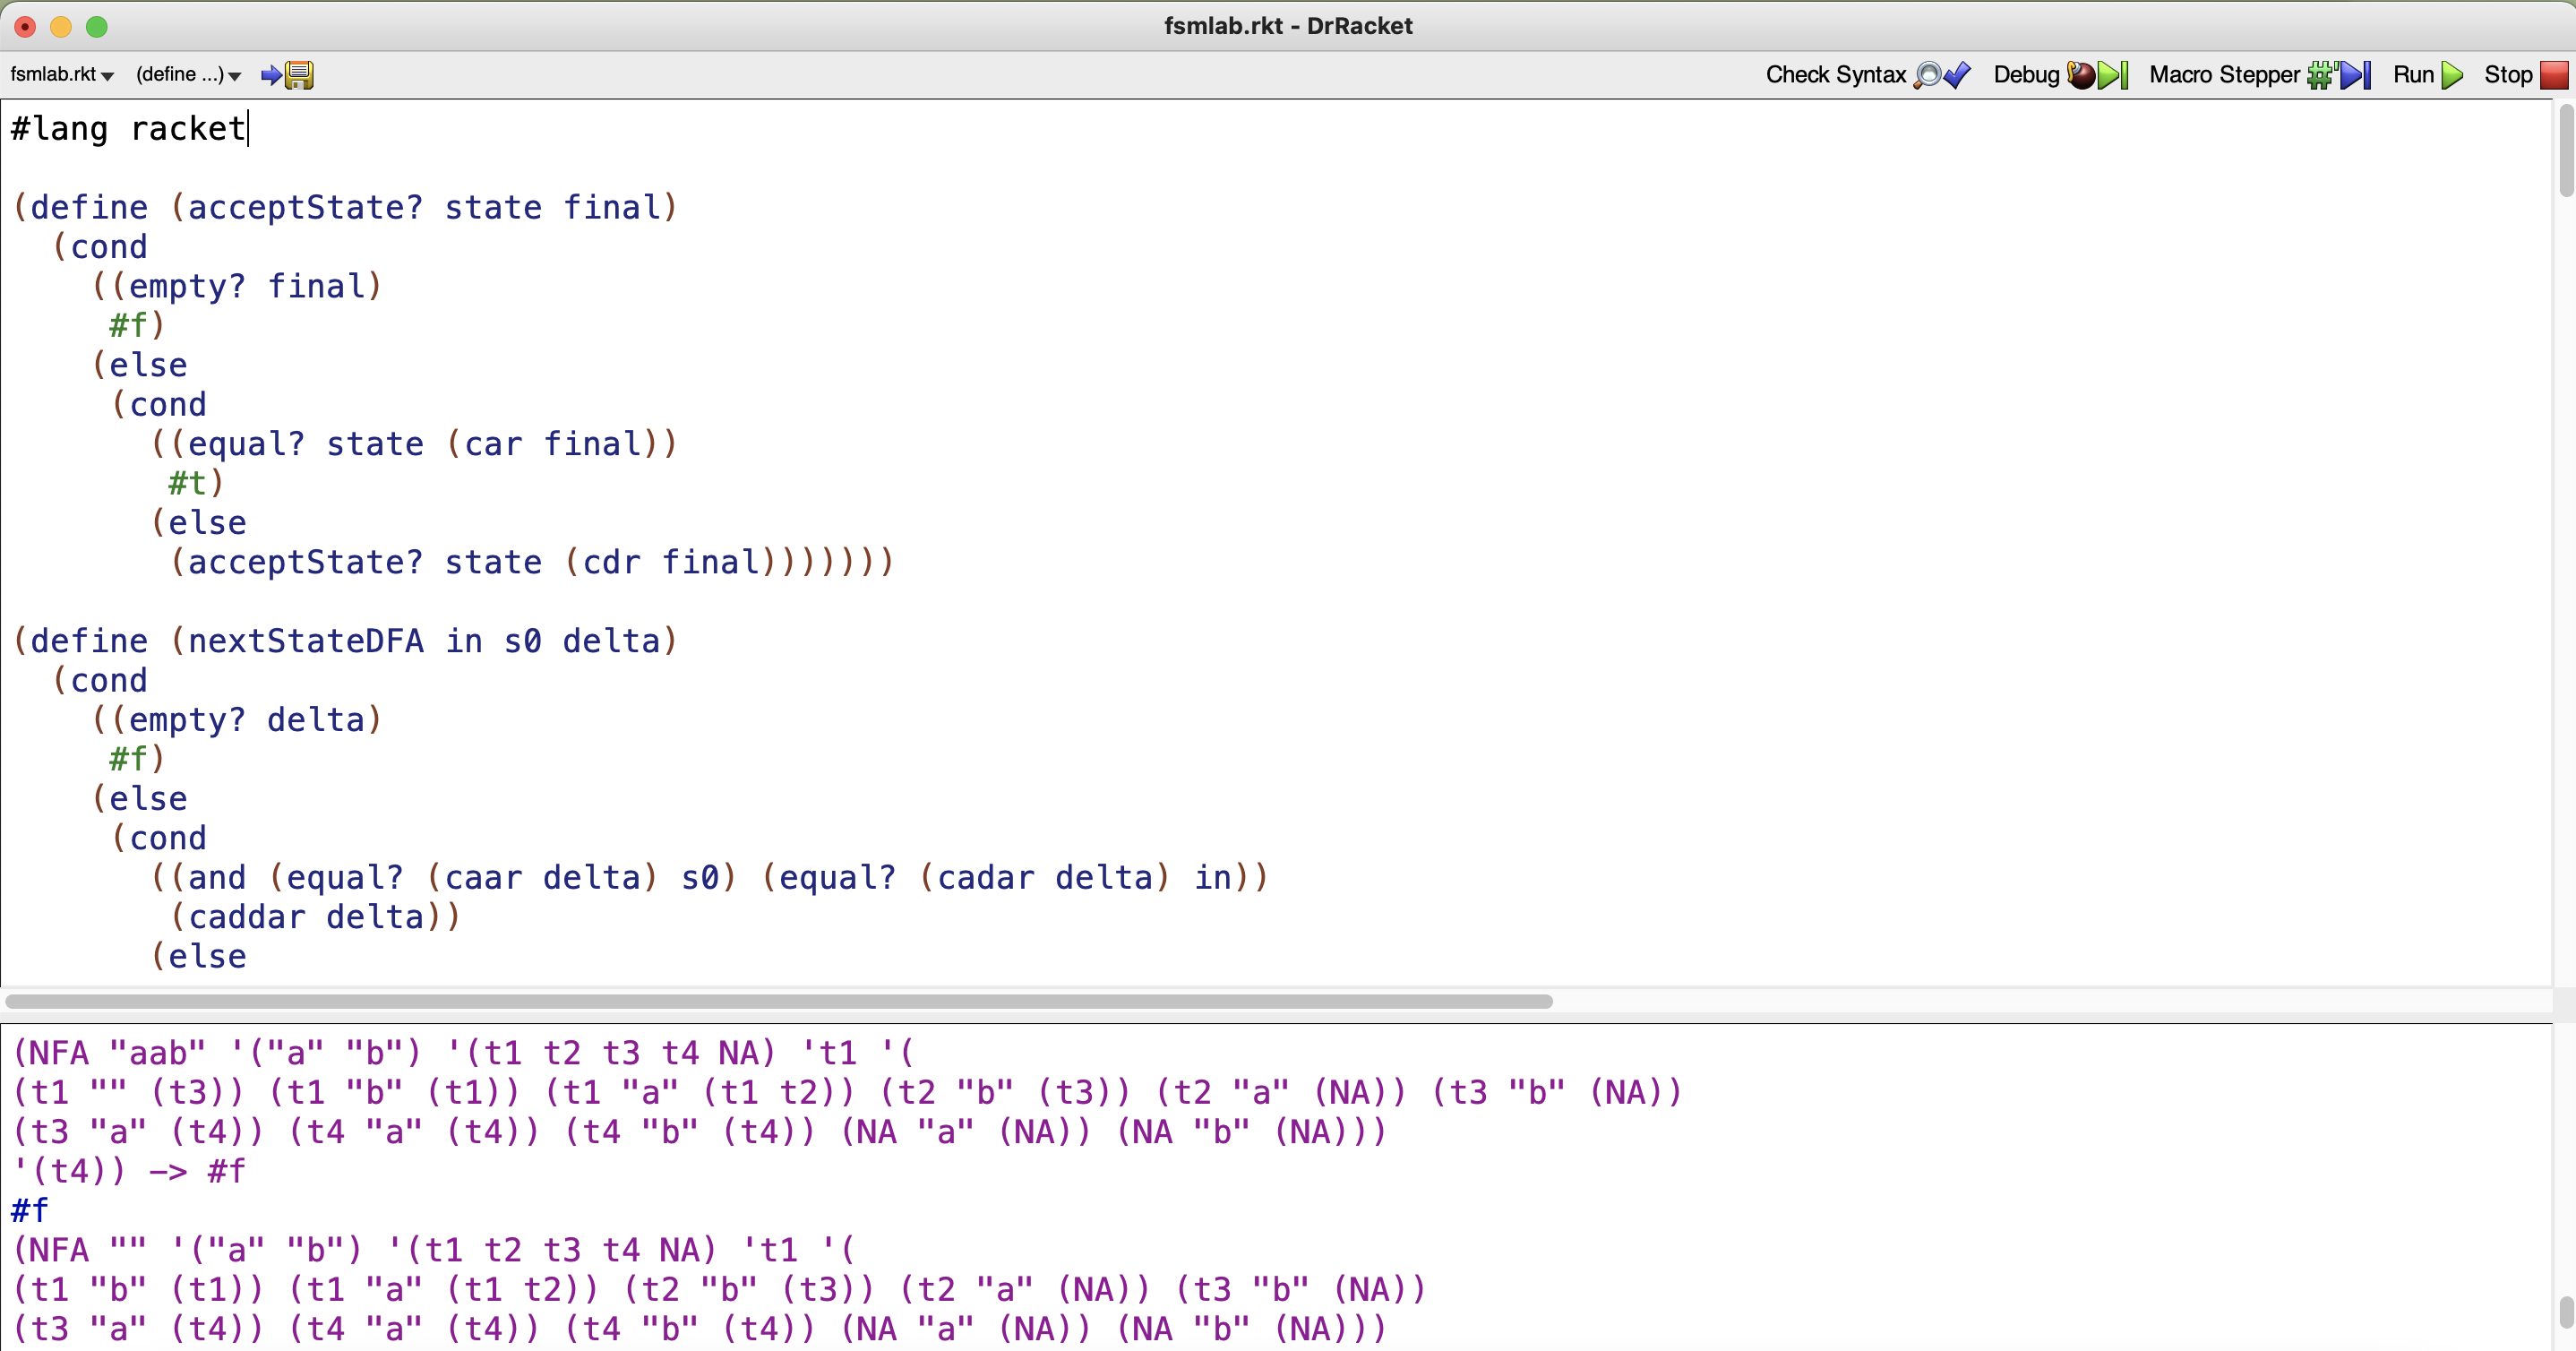 fsmlab.rkt - DrRacket
fsmlab.rkt (define ...) Check Syntax Debug Macro Stepper #' Run Stop
#lang racket
(define (acceptState? state final)
  (cond
    ((empty? final)
     #f)
    (else
     (cond
       ((equal? state (car final))
        #t)
       (else
        (acceptState? state (cdr final)))))))
(define (nextStateDFA in s0 delta)
  (cond
    ((empty? delta)
     #f)
    (else
     (cond
       ((and (equal? (caar delta) s0) (equal? (cadar delta) in))
        (caddar delta))
       (else
(NFA "aab" '("a" "b") '(t1 t2 t3 t4 NA) 't1 '(
(t1 "" (t3)) (t1 "b" (t1)) (t1 "a" (t1 t2)) (t2 "b" (t3)) (t2 "a" (NA)) (t3 "b" (NA))
(t3 "a" (t4)) (t4 "a" (t4)) (t4 "b" (t4)) (NA "a" (NA)) (NA "b" (NA)))
'(t4)) –> #f
#f
(NFA "" '("a" "b") '(t1 t2 t3 t4 NA) 't1 '(
(t1 "b" (t1)) (t1 "a" (t1 t2)) (t2 "b" (t3)) (t2 "a" (NA)) (t3 "b" (NA))
(t3 "a" (t4)) (t4 "a" (t4)) (t4 "b" (t4)) (NA "a" (NA)) (NA "b" (NA)))